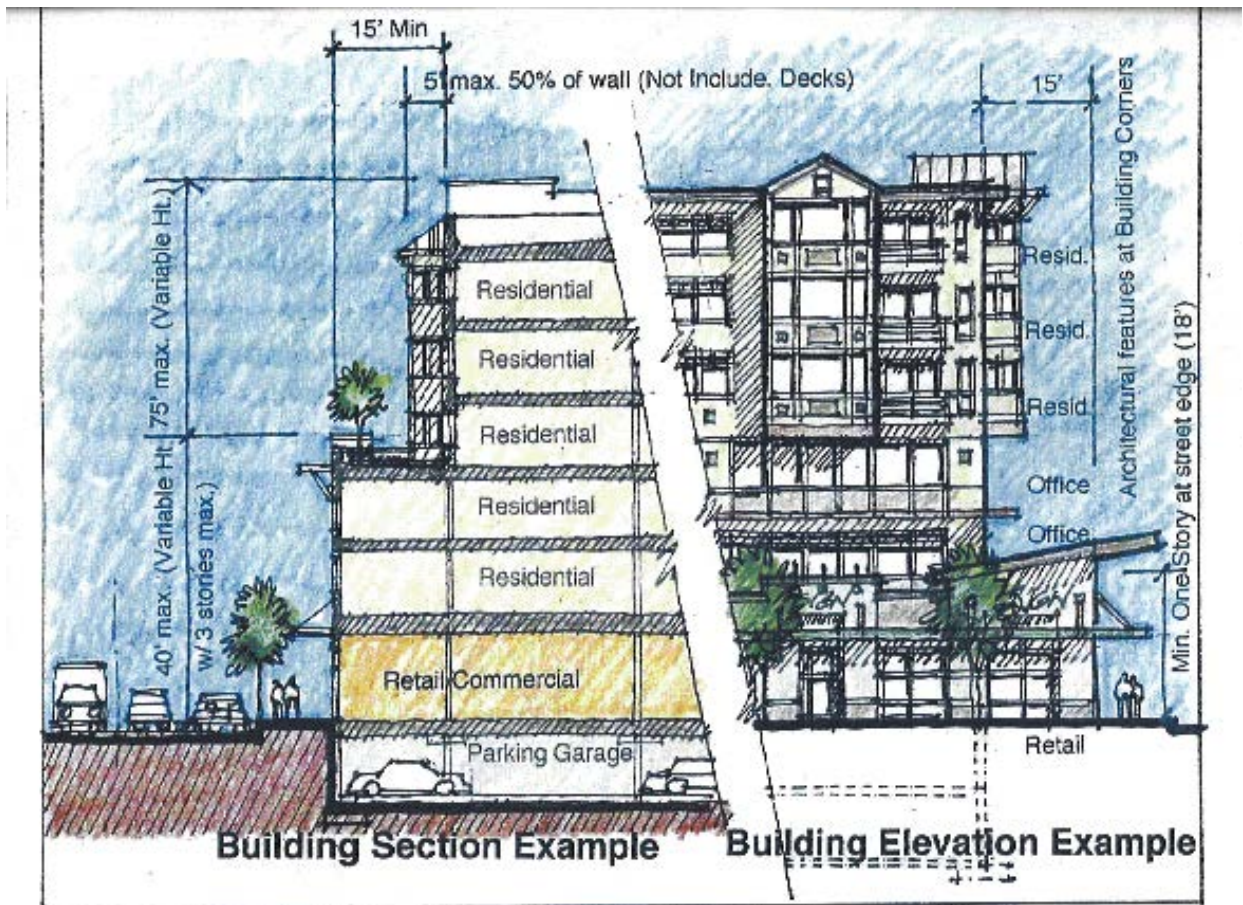 15' Min
5' max. 50% of wall (Not Include. Decks)
15'
Architectural features at Building Corners
75' max. (Variable Ht.)
40' max. (Variable Ht.
w/ 3 stories max.)
Residential
Residential
Residential
Residential
Residential
Retail Commercial
Parking Garage
Resid.
Resid.
Resid.
Office
Office
Min. One Story at street edge (18")
Retail
Building Section Example
Building Elevation Example